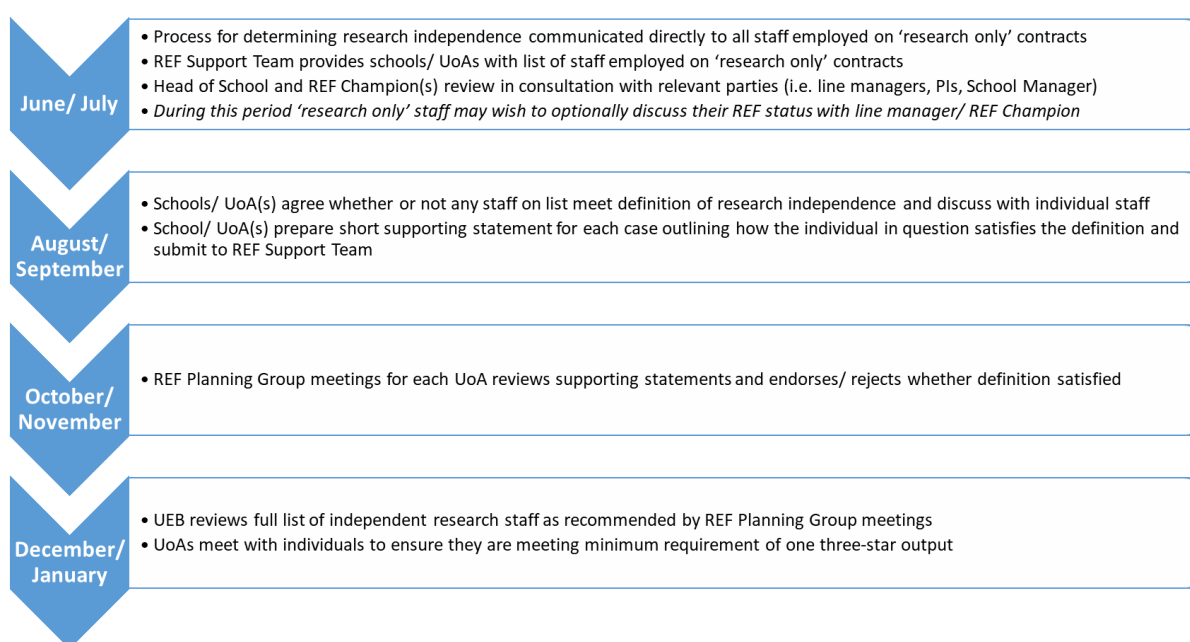 June/ July
• Process for determining research independence communicated directly to all staff employed on ‘research only’ contracts
• REF Support Team provides schools/ UoAs with list of staff employed on ‘research only’ contracts
• Head of School and REF Champion(s) review in consultation with relevant parties (i.e. line managers, PIs, School Manager)
• During this period ‘research only’ staff may wish to optionally discuss their REF status with line manager/ REF Champion
August/
September
• Schools/ UoA(s) agree whether or not any staff on list meet definition of research independence and discuss with individual staff
• School/ UoA(s) prepare short supporting statement for each case outlining how the individual in question satisfies the definition and
submit to REF Support Team
October/
November
• REF Planning Group meetings for each UoA reviews supporting statements and endorses/ rejects whether definition satisfied
December/
January
• UEB reviews full list of independent research staff as recommended by REF Planning Group meetings
• UoAs meet with individuals to ensure they are meeting minimum requirement of one three-star output